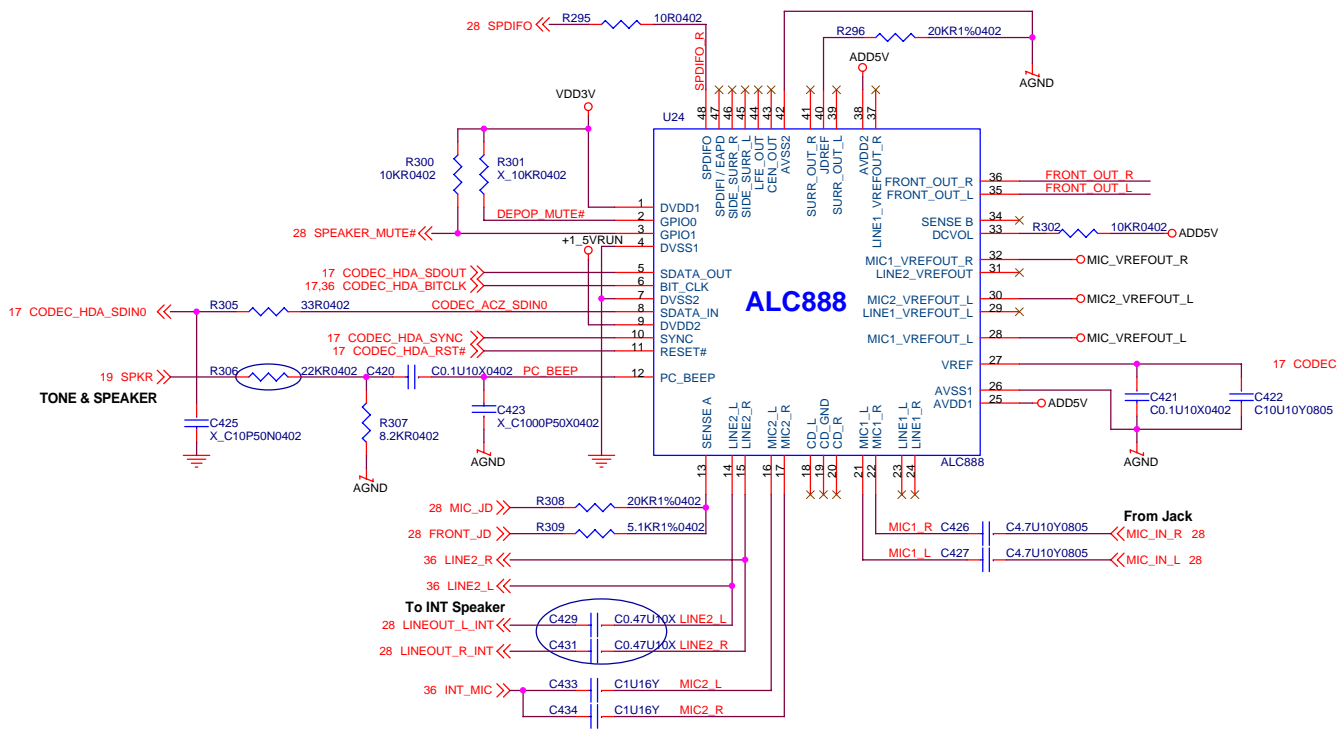 28 SPDIFO
R295
10R0402
SPDIFO_R
R296
20KR1%0402
ADD5V
AGND
VDD3V
U24
48
47
46
45
44
43
42
41
40
39
38
37
SPDIFO
SPDIFI / EAPD
SIDE_SURR_R
SIDE_SURR_L
LFE_OUT
CEN_OUT
AVSS2
SURR_OUT_R
JDREF
SURR_OUT_L
AVDD2
LINE1_VREFOUT_R
R300
10KR0402
R301
X_10KR0402
DEPOP_MUTE#
28 SPEAKER_MUTE#
+1_5VRUN
17 CODEC_HDA_SDOUT
17,36 CODEC_HDA_BITCLK
17 CODEC_HDA_SDIN0
R305
33R0402
CODEC_ACZ_SDIN0
17 CODEC_HDA_SYNC
17 CODEC_HDA_RST#
19 SPKR
R306
22KR0402
C420
C0.1U10X0402
PC_BEEP
TONE & SPEAKER
C425
X_C10P50N0402
R307
8.2KR0402
AGND
C423
X_C1000P50X0402
AGND
1 DVDD1
2 GPIO0
3 GPIO1
4 DVSS1
5 SDATA_OUT
6 BIT_CLK
7 DVSS2
8 SDATA_IN
9 DVDD2
10 SYNC
11 RESET#
12 PC_BEEP
ALC888
FRONT_OUT_R 36 FRONT_OUT_R
FRONT_OUT_L 35 FRONT_OUT_L
SENSE B 34
DCVOL 33 R302 10KR0402 ADD5V
MIC1_VREFOUT_R 32 MIC_VREFOUT_R
LINE2_VREFOUT 31
MIC2_VREFOUT_L 30 MIC2_VREFOUT_L
LINE1_VREFOUT_L 29
MIC1_VREFOUT_L 28 MIC_VREFOUT_L
VREF 27
17 CODEC
AVSS1 26
AVDD1 25 ADD5V
C421
C0.1U10X0402
C422
C10U10Y0805
AGND
ALC888
SENSE A
LINE2_L
LINE2_R
MIC2_L
MIC2_R
CD_L
CD_GND
CD_R
MIC1_L
MIC1_R
LINE1_L
LINE1_R
13
14
15
16
17
18
19
20
21
22
23
24
28 MIC_JD
R308
20KR1%0402
28 FRONT_JD
R309
5.1KR1%0402
36 LINE2_R
36 LINE2_L
To INT Speaker
28 LINEOUT_L_INT
C429
C0.47U10X
LINE2_L
28 LINEOUT_R_INT
C431
C0.47U10X
LINE2_R
36 INT_MIC
C433
C1U16Y
MIC2_L
C434
C1U16Y
MIC2_R
From Jack
MIC1_R
C426
C4.7U10Y0805
MIC_IN_R 28
MIC1_L
C427
C4.7U10Y0805
MIC_IN_L 28